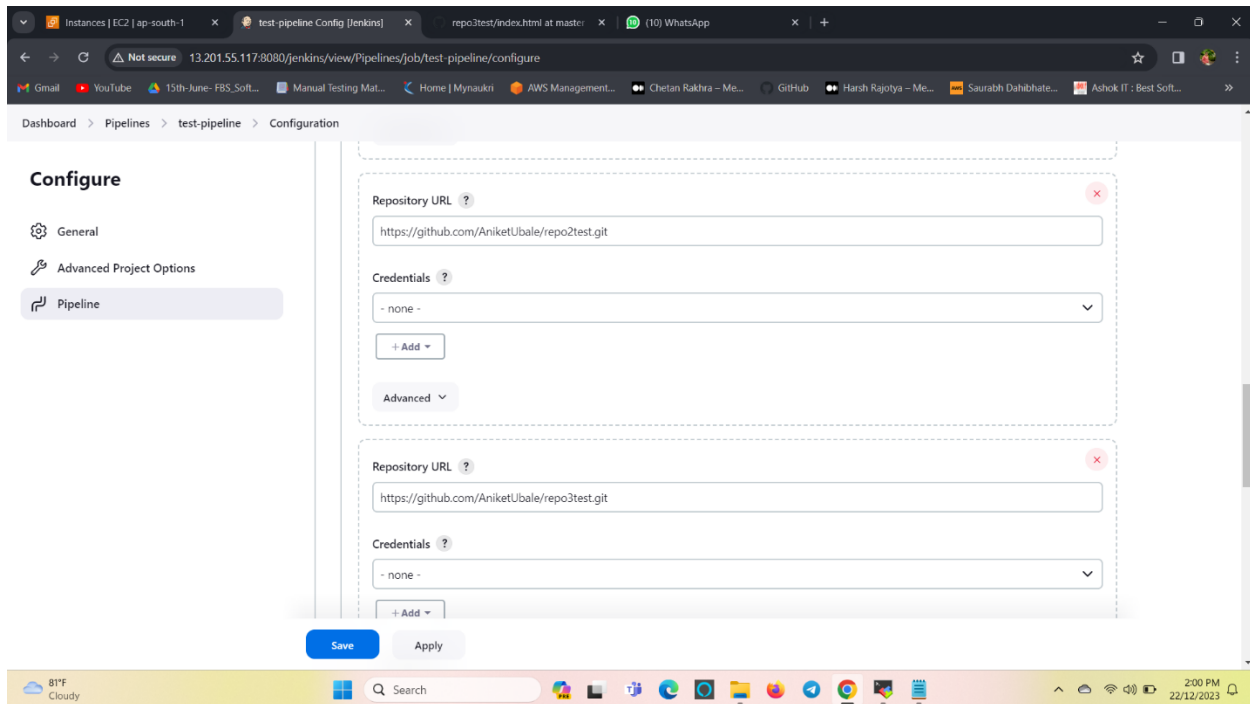 Instances | EC2 | ap-south-1
test-pipeline Config [Jenkins]
repo3test/index.html at master
(10) WhatsApp
Not secure 13.201.55.117:8080/jenkins/view/Pipelines/job/test-pipeline/configure
Gmail YouTube 15th-June- FBS_Soft... Manual Testing Mat... Home | Mynaukri AWS Management... Chetan Rakhra – Me... GitHub Harsh Rajotya – Me... Saurabh Dahibhate... Ashok IT : Best Soft... »
Dashboard > Pipelines > test-pipeline > Configuration
Configure
General
Advanced Project Options
Pipeline
Repository URL ?
https://github.com/AniketUbale/repo2test.git
Credentials ?
- none -
+ Add
Advanced
Repository URL ?
https://github.com/AniketUbale/repo3test.git
Credentials ?
- none -
+ Add
Save Apply
81°F
Cloudy
Search
2:00 PM
22/12/2023